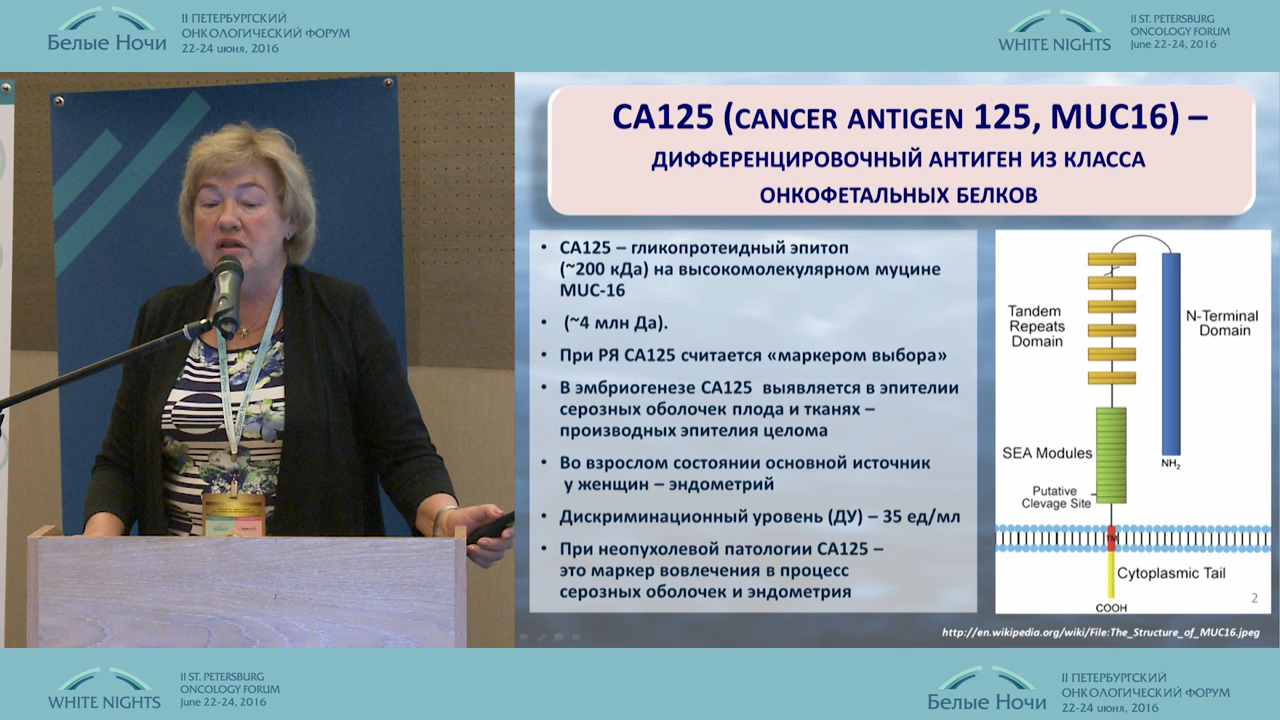 Белые Ночи
II ПЕТЕРБУРГСКИЙ
ОНКОЛОГИЧЕСКИЙ ФОРУМ
22-24 июня, 2016
WHITE NIGHTS
II ST. PETERSBURG
ONCOLOGY FORUM
June 22-24, 2016
CA125 (CANCER ANTIGEN 125, MUC16) –
ДИФФЕРЕНЦИРОВОЧНЫЙ АНТИГЕН ИЗ КЛАССА
ОНКОФЕТАЛЬНЫХ БЕЛКОВ
• СА125 – гликопротеидный эпитоп
(~200 кДа) на высокомолекулярном муцине
MUC-16
• (~4 млн Да).
• При РЯ СА125 считается «маркером выбора»
• В эмбриогенезе СА125 выявляется в эпителии
серозных оболочек плода и тканях –
производных эпителия целома
• Во взрослом состоянии основной источник
у женщин – эндометрий
• Дискриминационный уровень (ДУ) – 35 ед/мл
• При неопухолевой патологии СА125 –
это маркер вовлечения в процесс
серозных оболочек и эндометрия
Tandem
Repeats
Domain
N-Terminal
Domain
SEA Modules
NH2
Putative
Clevage Site
TM
Cytoplasmic Tail
COOH
2
http://en.wikipedia.org/wiki/File:The_Structure_of_MUC16.jpeg
WHITE NIGHTS
II ST. PETERSBURG
ONCOLOGY FORUM
June 22-24, 2016
Белые Ночи
II ПЕТЕРБУРГСКИЙ
ОНКОЛОГИЧЕСКИЙ ФОРУМ
22-24 июня, 2016